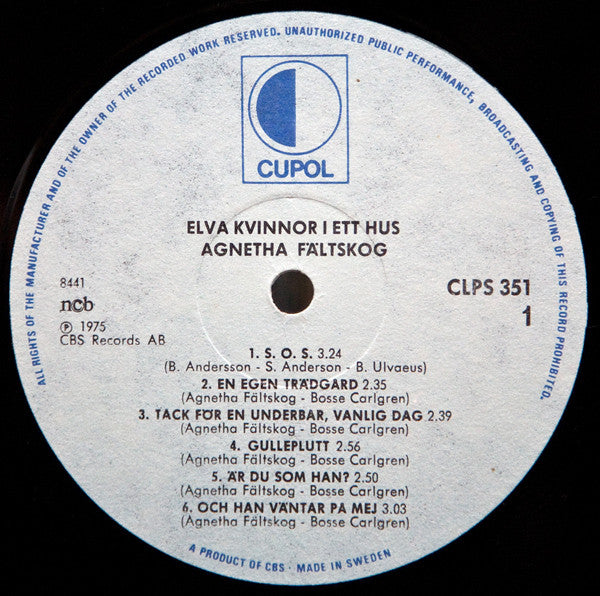 ALL RIGHTS OF THE MANUFACTURER AND OF THE OWNER OF THE RECORDED WORK RESERVED. UNAUTHORIZED PUBLIC PERFORMANCE, BROADCASTING AND COPYING OF THIS RECORD PROHIBITED.
CUPOL
ELVA KVINNOR I ETT HUS
AGNETHA FÄLTSKOG
8441
ncb
℗ 1975
CBS Records AB
CLPS 351
1
1. S. O. S. 3.24
(B. Andersson - S. Anderson - B. Ulvaeus)
2. EN EGEN TRÄDGARD 2.35
(Agnetha Fältskog - Bosse Carlgren)
3. TACK FÖR EN UNDERBAR, VANLIG DAG 2.39
(Agnetha Fältskog - Bosse Carlgren)
4. GULLEPLUTT 2.56
(Agnetha Fältskog - Bosse Carlgren)
5. ÄR DU SOM HAN? 2.50
(Agnetha Fältskog - Bosse Carlgren)
6. OCH HAN VÄNTAR PA MEJ 3.03
(Agnetha Fältskog - Bosse Carlgren)
A PRODUCT OF CBS · MADE IN SWEDEN